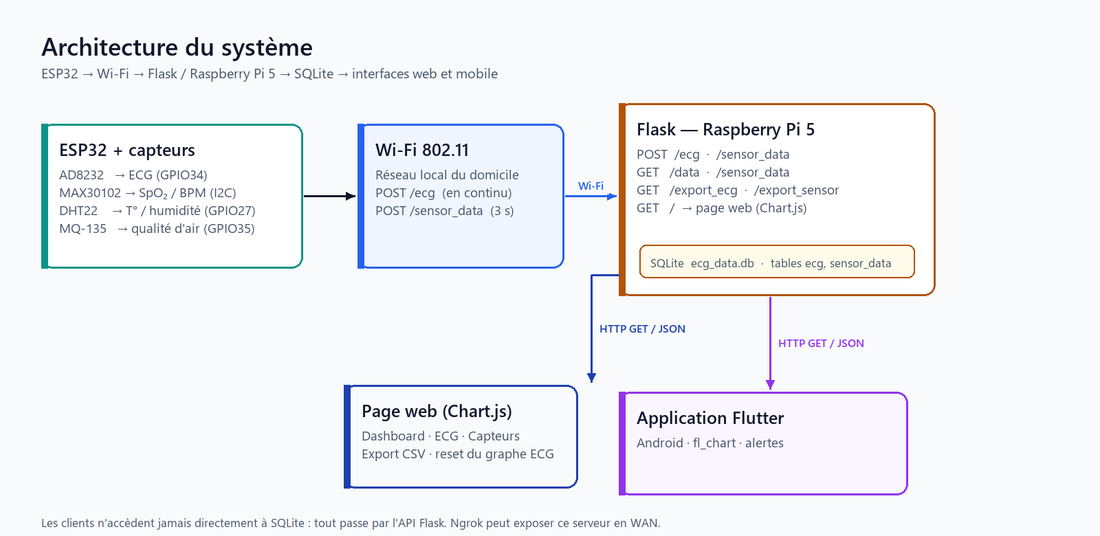 Architecture du système
ESP32 → Wi-Fi → Flask / Raspberry Pi 5 → SQLite → interfaces web et mobile
ESP32 + capteurs
AD8232 → ECG (GPIO34)
MAX30102 → SpO₂ / BPM (I2C)
DHT22 → T° / humidité (GPIO27)
MQ-135 → qualité d'air (GPIO35)
Wi-Fi 802.11
Réseau local du domicile
POST /ecg (en continu)
POST /sensor_data (3 s)
Wi-Fi
Flask — Raspberry Pi 5
POST /ecg · /sensor_data
GET /data · /sensor_data
GET /export_ecg · /export_sensor
GET / → page web (Chart.js)
SQLite ecg_data.db · tables ecg, sensor_data
HTTP GET / JSON
HTTP GET / JSON
Page web (Chart.js)
Dashboard · ECG · Capteurs
Export CSV · reset du graphe ECG
Application Flutter
Android · fl_chart · alertes
Les clients n'accèdent jamais directement à SQLite : tout passe par l'API Flask. Ngrok peut exposer ce serveur en WAN.